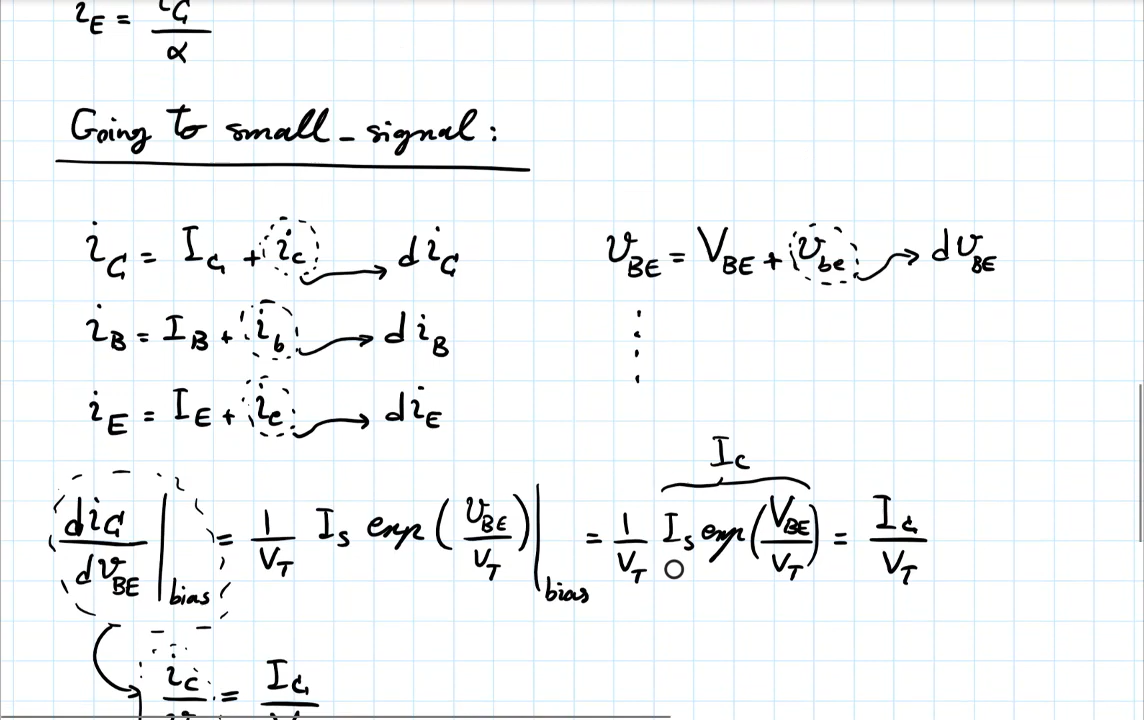 i_E = i_C / α
Going to small-signal:
i_C = I_C + i_c → di_C
v_BE = V_BE + v_be → dv_BE
i_B = I_B + i_b → di_B
⋮
i_E = I_E + i_e → di_E
I_C
di_C / dv_BE |bias = 1/V_T I_S exp(v_BE / V_T) |bias = 1/V_T I_S exp(V_BE / V_T) = I_C / V_T
i_c = I_C